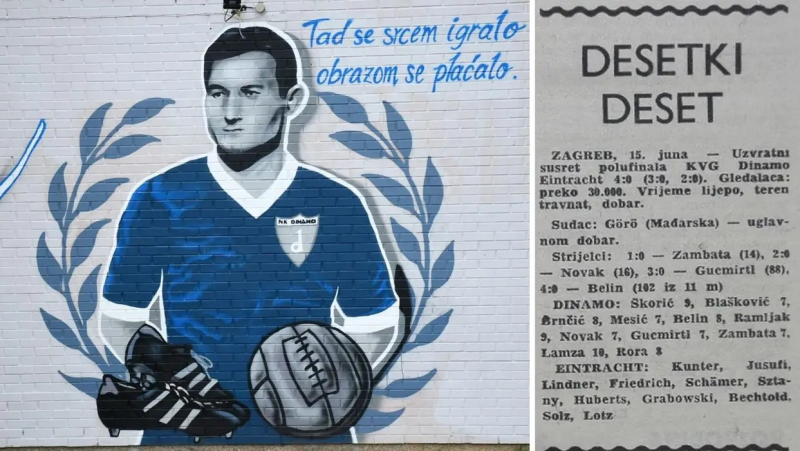 Tad se srcem igralo
obrazom se plaćalo.
NK DINAMO
d
DESETKI
DESET
ZAGREB, 15. juna — Uzvratni
susret polufinala KVG Dinamo
Eintracht 4:0 (3:0, 2:0). Gledalaca:
preko 30.000. Vrijeme lijepo, teren
travnat, dobar.
Sudac: Görö (Mađarska) — uglav-
nom dobar.
Strijelci: 1:0 — Zambata (14), 2:0
— Novak (16), 3:0 — Gucmirtl (88),
4:0 — Belin (102 iz 11 m)
DINAMO: Škorić 9, Blašković 7,
Brnčić 8, Mesić 7, Belin 8, Ramljak
9, Novak 7, Gucmirtl 7, Zambata 7,
Lamza 10, Rora 8
EINTRACHT: Kunter, Jusufi,
Lindner, Friedrich, Schämer, Szta-
ny, Huberts, Grabowski, Bechtold,
Solz, Lotz